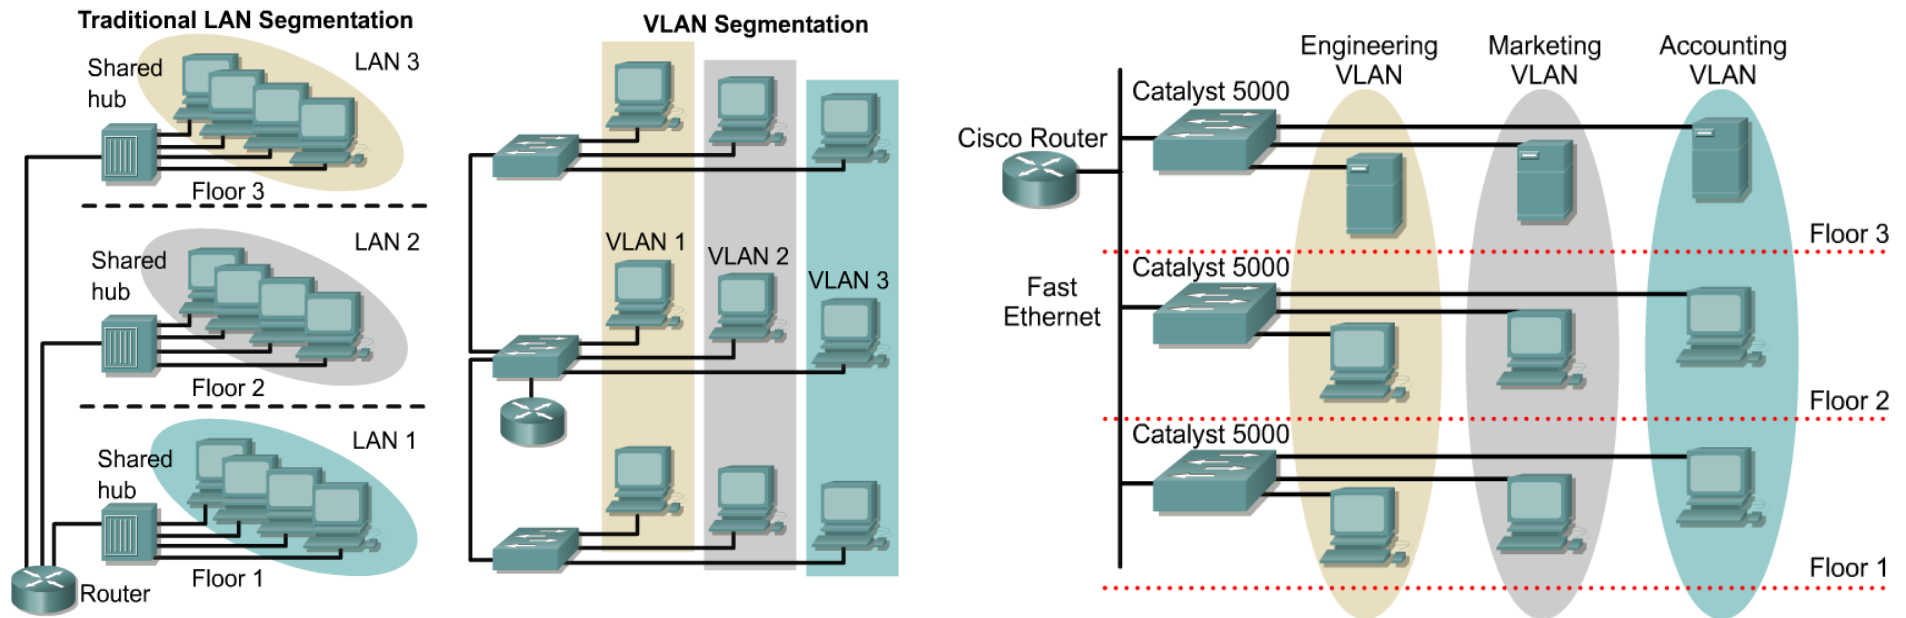 Traditional LAN Segmentation
Shared
hub
LAN 3
Floor 3
Shared
hub
LAN 2
Floor 2
Shared
hub
LAN 1
Floor 1
Router
VLAN Segmentation
VLAN 1
VLAN 2
VLAN 3
Engineering
VLAN
Marketing
VLAN
Accounting
VLAN
Catalyst 5000
Cisco Router
Floor 3
Catalyst 5000
Fast
Ethernet
Floor 2
Catalyst 5000
Floor 1